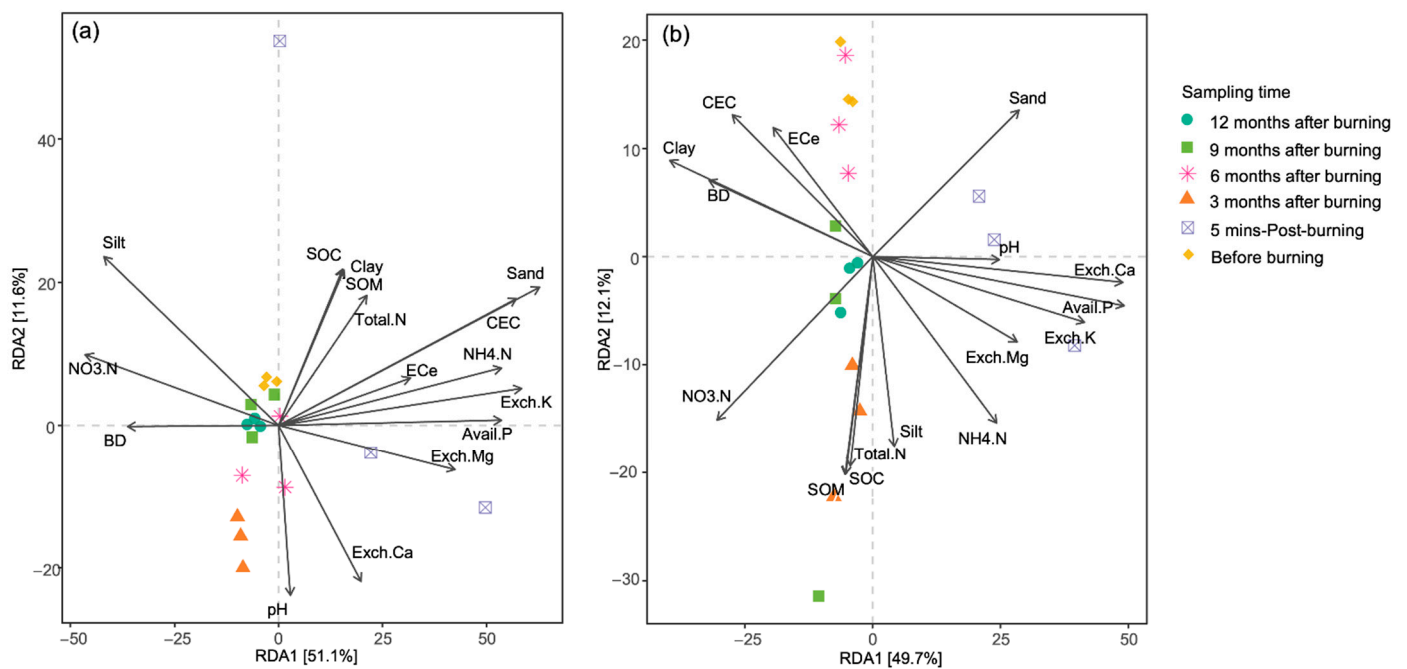 (a)
40
20
0
−20
RDA2 [11.6%]
Silt
SOC
Clay
SOM
Total.N
Sand
CEC
NH4.N
ECe
NO3.N
Exch.K
BD
Avail.P
Exch.Mg
Exch.Ca
pH
−50
−25
0
25
50
RDA1 [51.1%]
(b)
20
10
0
−10
−20
−30
RDA2 [12.1%]
CEC
Sand
ECe
Clay
BD
pH
Exch.Ca
Avail.P
Exch.K
Exch.Mg
NO3.N
Silt
NH4.N
Total.N
SOC
SOM
−25
0
25
50
RDA1 [49.7%]
Sampling time
12 months after burning
9 months after burning
6 months after burning
3 months after burning
5 mins-Post-burning
Before burning